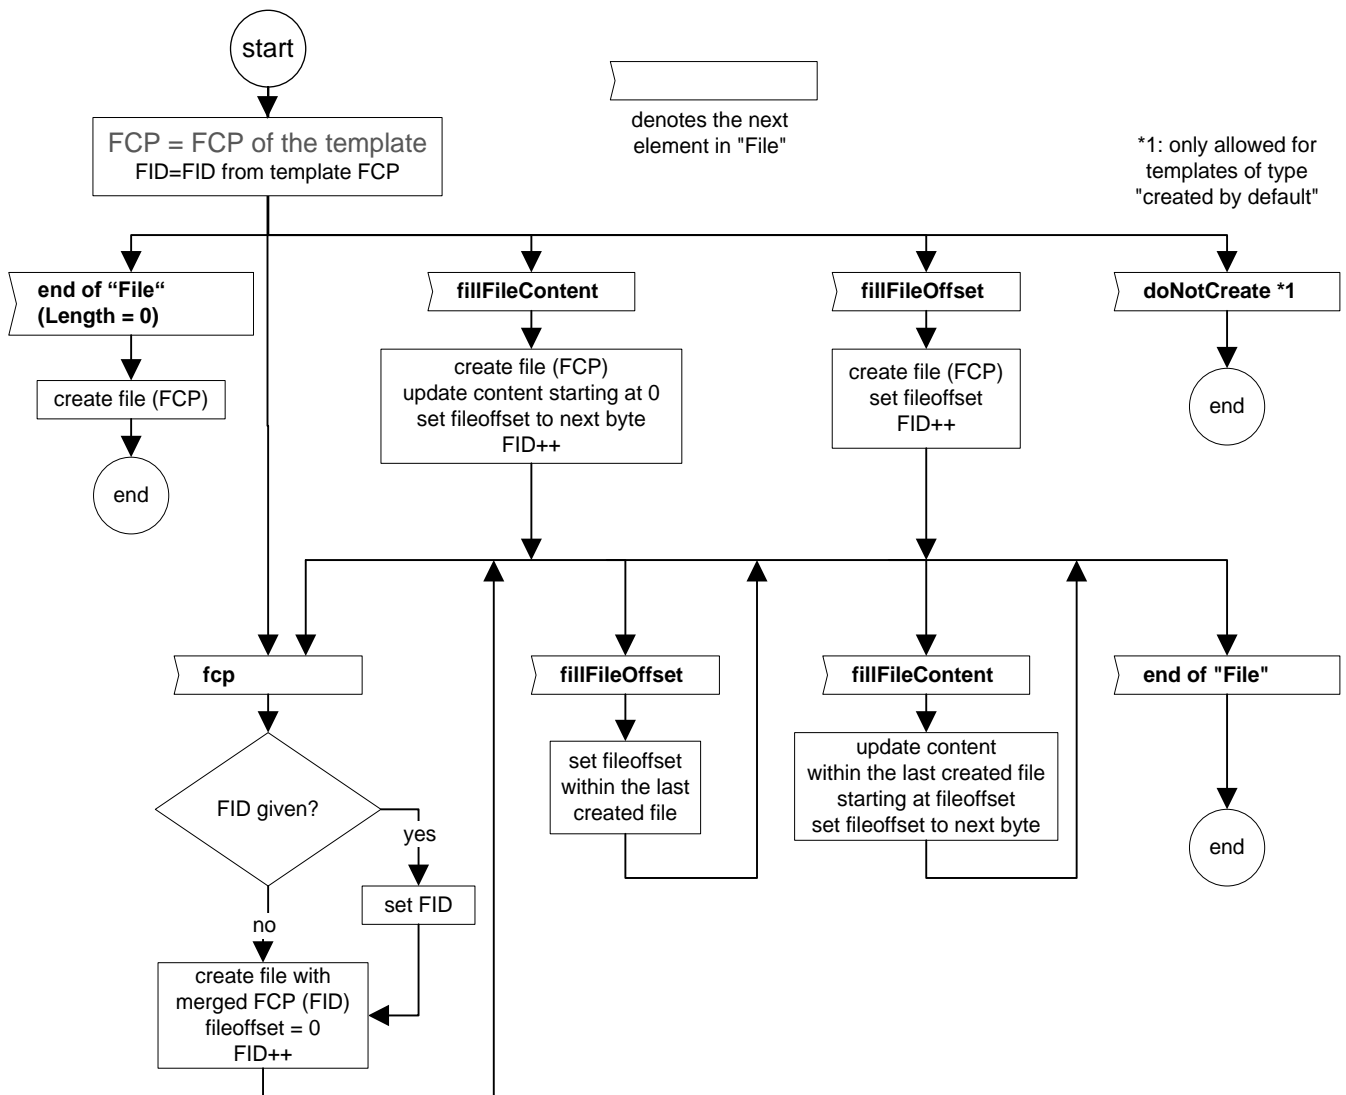 start
FCP = FCP of the template
FID=FID from template FCP
denotes the next
element in "File"
*1: only allowed for
templates of type
"created by default"
end of “File“
(Length = 0)
fillFileContent
fillFileOffset
doNotCreate *1
create file (FCP)
end
create file (FCP)
update content starting at 0
set fileoffset to next byte
FID++
create file (FCP)
set fileoffset
FID++
end
fcp
fillFileOffset
fillFileContent
end of "File"
FID given?
yes
set FID
no
create file with
merged FCP (FID)
fileoffset = 0
FID++
set fileoffset
within the last
created file
update content
within the last created file
starting at fileoffset
set fileoffset to next byte
end